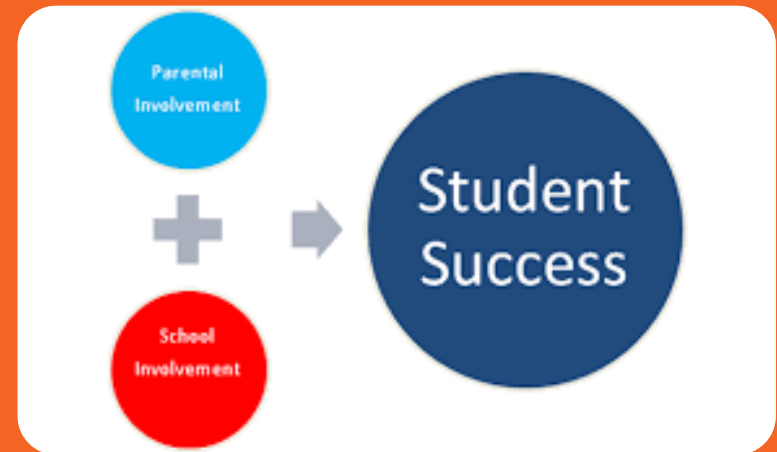 Parental
Involvement
School
Involvement
Student
Success